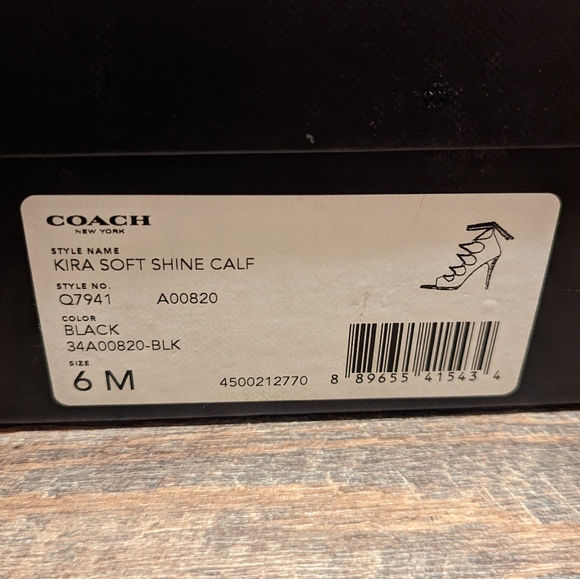 COACH
NEW YORK
STYLE NAME
KIRA SOFT SHINE CALF
STYLE NO.
Q7941 A00820
COLOR
BLACK
34A00820-BLK
SIZE
6 M
4500212770
8 89655 41543 4